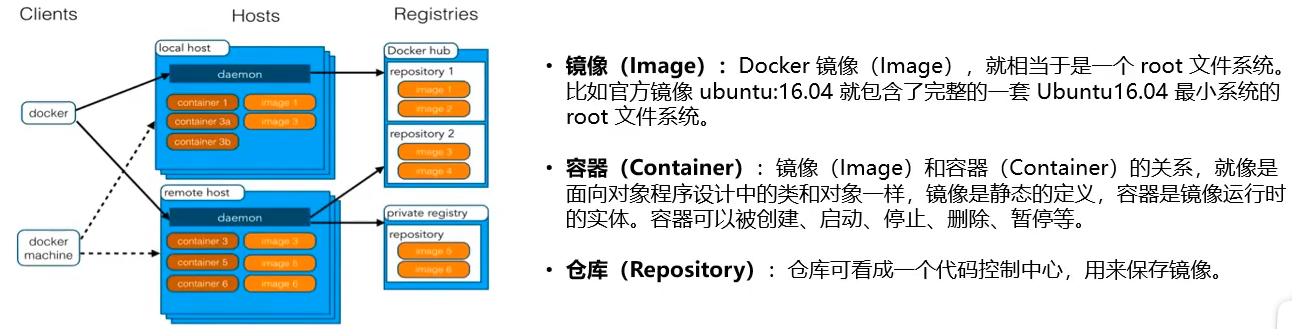 Clients
Hosts
Registries
local host
daemon
container 1
image 1
container 3a
image 3
container 3b
docker
docker
machine
remote host
daemon
container 3
image 3
container 5
image 5
container 6
image 6
Docker hub
repository 1
image 1
image 2
repository 2
image 3
image 4
private registry
repository
image 5
image 6
• 镜像（Image）：Docker 镜像（Image），就相当于是一个 root 文件系统。
比如官方镜像 ubuntu:16.04 就包含了完整的一套 Ubuntu16.04 最小系统的
root 文件系统。
• 容器（Container）：镜像（Image）和容器（Container）的关系，就像是
面向对象程序设计中的类和对象一样，镜像是静态的定义，容器是镜像运行时
的实体。容器可以被创建、启动、停止、删除、暂停等。
• 仓库（Repository）：仓库可看成一个代码控制中心，用来保存镜像。